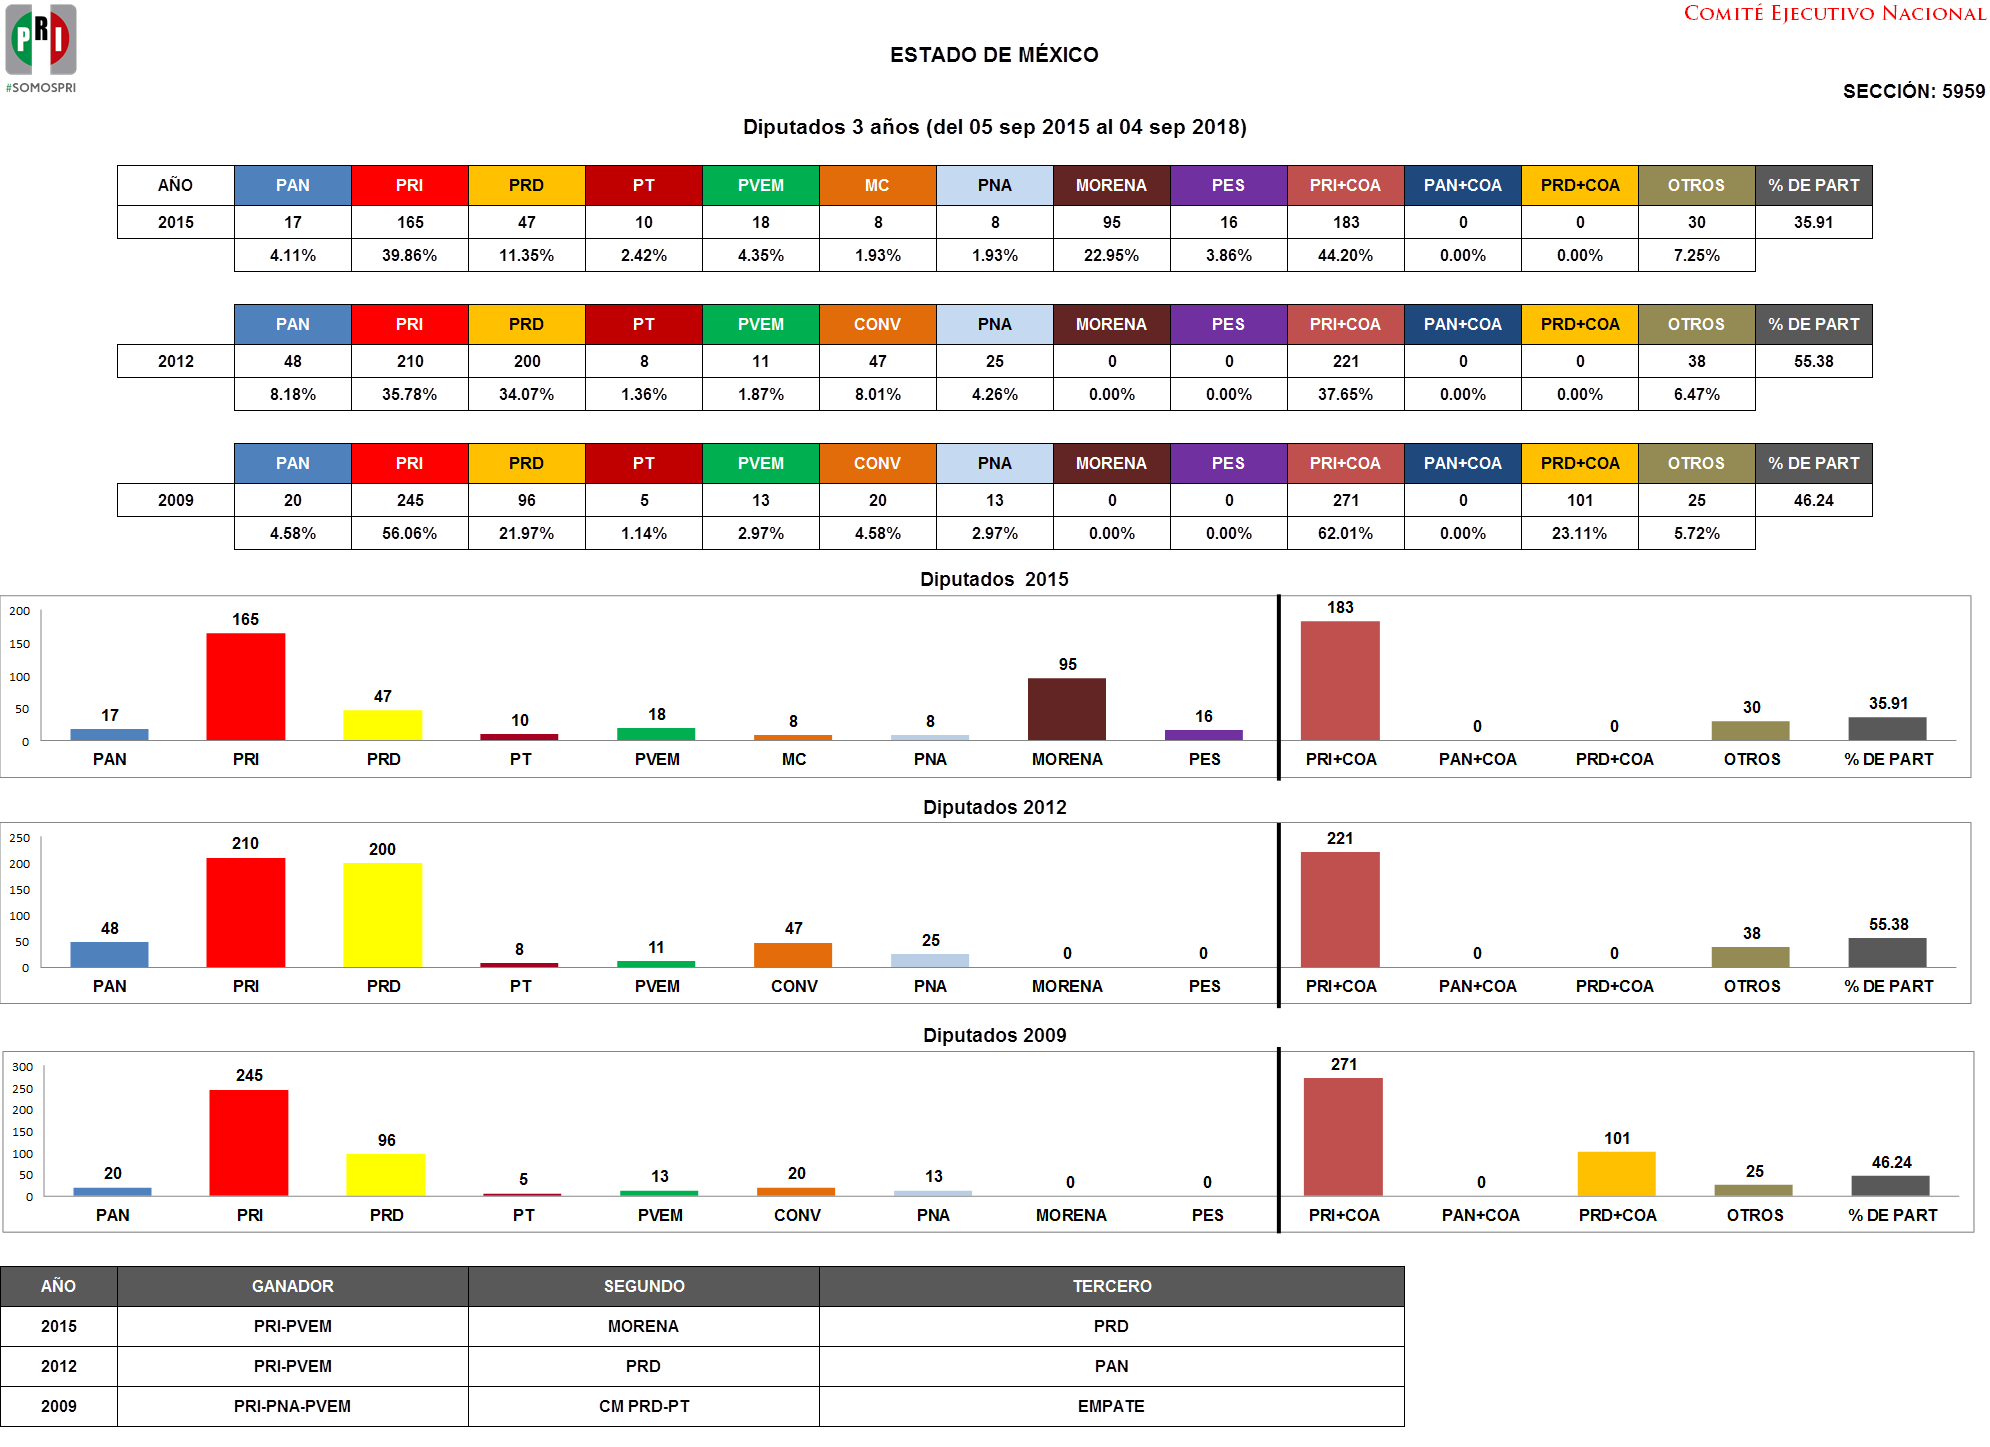 PRI
#SOMOSPRI
COMITÉ EJECUTIVO NACIONAL
ESTADO DE MÉXICO
SECCIÓN: 5959
Diputados 3 años (del 05 sep 2015 al 04 sep 2018)
AÑO PAN PRI PRD PT PVEM MC PNA MORENA PES PRI+COA PAN+COA PRD+COA OTROS % DE PART
2015 17 165 47 10 18 8 8 95 16 183 0 0 30 35.91
4.11% 39.86% 11.35% 2.42% 4.35% 1.93% 1.93% 22.95% 3.86% 44.20% 0.00% 0.00% 7.25%
PAN PRI PRD PT PVEM CONV PNA MORENA PES PRI+COA PAN+COA PRD+COA OTROS % DE PART
2012 48 210 200 8 11 47 25 0 0 221 0 0 38 55.38
8.18% 35.78% 34.07% 1.36% 1.87% 8.01% 4.26% 0.00% 0.00% 37.65% 0.00% 0.00% 6.47%
PAN PRI PRD PT PVEM CONV PNA MORENA PES PRI+COA PAN+COA PRD+COA OTROS % DE PART
2009 20 245 96 5 13 20 13 0 0 271 0 101 25 46.24
4.58% 56.06% 21.97% 1.14% 2.97% 4.58% 2.97% 0.00% 0.00% 62.01% 0.00% 23.11% 5.72%
Diputados 2015
200
150
100
50
0
17 165 47 10 18 8 8 95 16 183 0 0 30 35.91
PAN PRI PRD PT PVEM MC PNA MORENA PES PRI+COA PAN+COA PRD+COA OTROS % DE PART
Diputados 2012
250
200
150
100
50
0
48 210 200 8 11 47 25 0 0 221 0 0 38 55.38
PAN PRI PRD PT PVEM CONV PNA MORENA PES PRI+COA PAN+COA PRD+COA OTROS % DE PART
Diputados 2009
300
250
200
150
100
50
0
20 245 96 5 13 20 13 0 0 271 0 101 25 46.24
PAN PRI PRD PT PVEM CONV PNA MORENA PES PRI+COA PAN+COA PRD+COA OTROS % DE PART
AÑO GANADOR SEGUNDO TERCERO
2015 PRI-PVEM MORENA PRD
2012 PRI-PVEM PRD PAN
2009 PRI-PNA-PVEM CM PRD-PT EMPATE